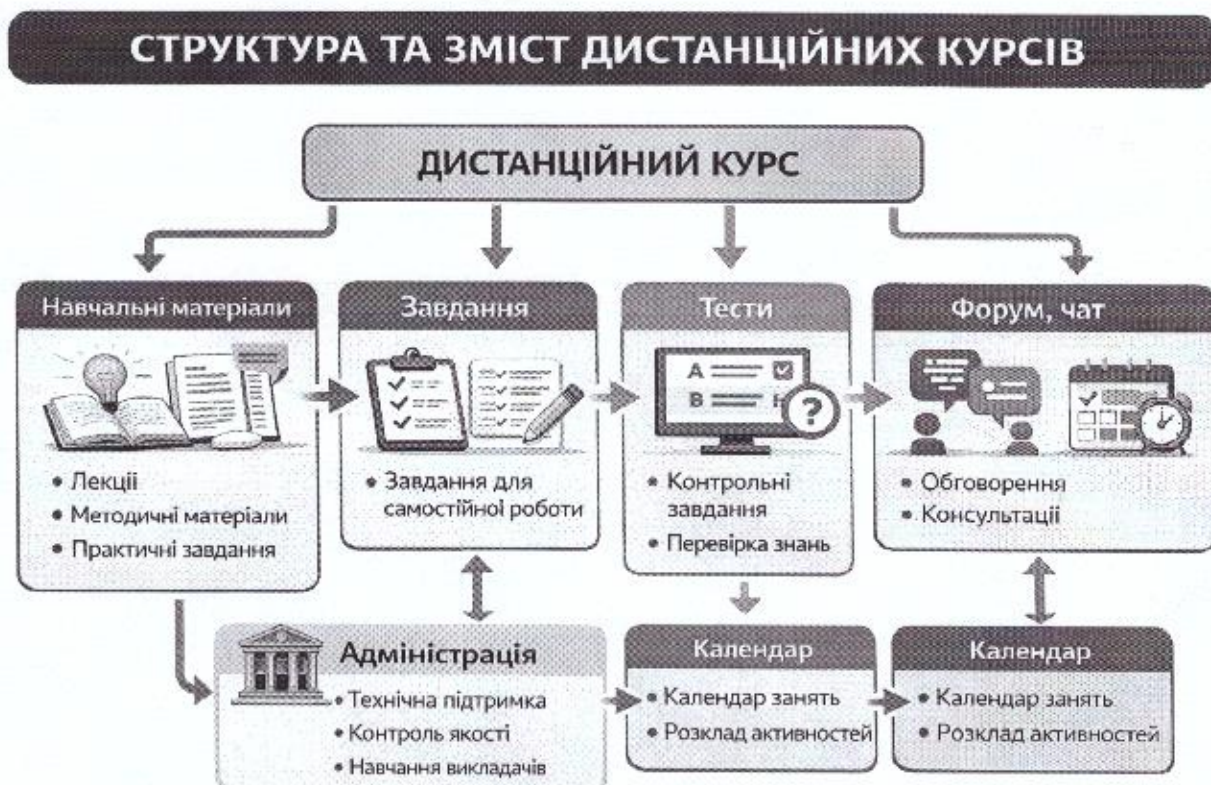 СТРУКТУРА ТА ЗМІСТ ДИСТАНЦІЙНИХ КУРСІВ
ДИСТАНЦІЙНИЙ КУРС
Навчальні матеріали
• Лекції
• Методичні матеріали
• Практичні завдання
Завдання
• Завдання для
самостійної роботи
Тести
A
B
?
• Контрольні
завдання
• Перевірка знань
Форум, чат
• Обговорення
• Консультації
Адміністрація
• Технічна підтримка
• Контроль якості
• Навчання викладачів
Календар
• Календар занять
• Розклад активностей
Календар
• Календар занять
• Розклад активностей